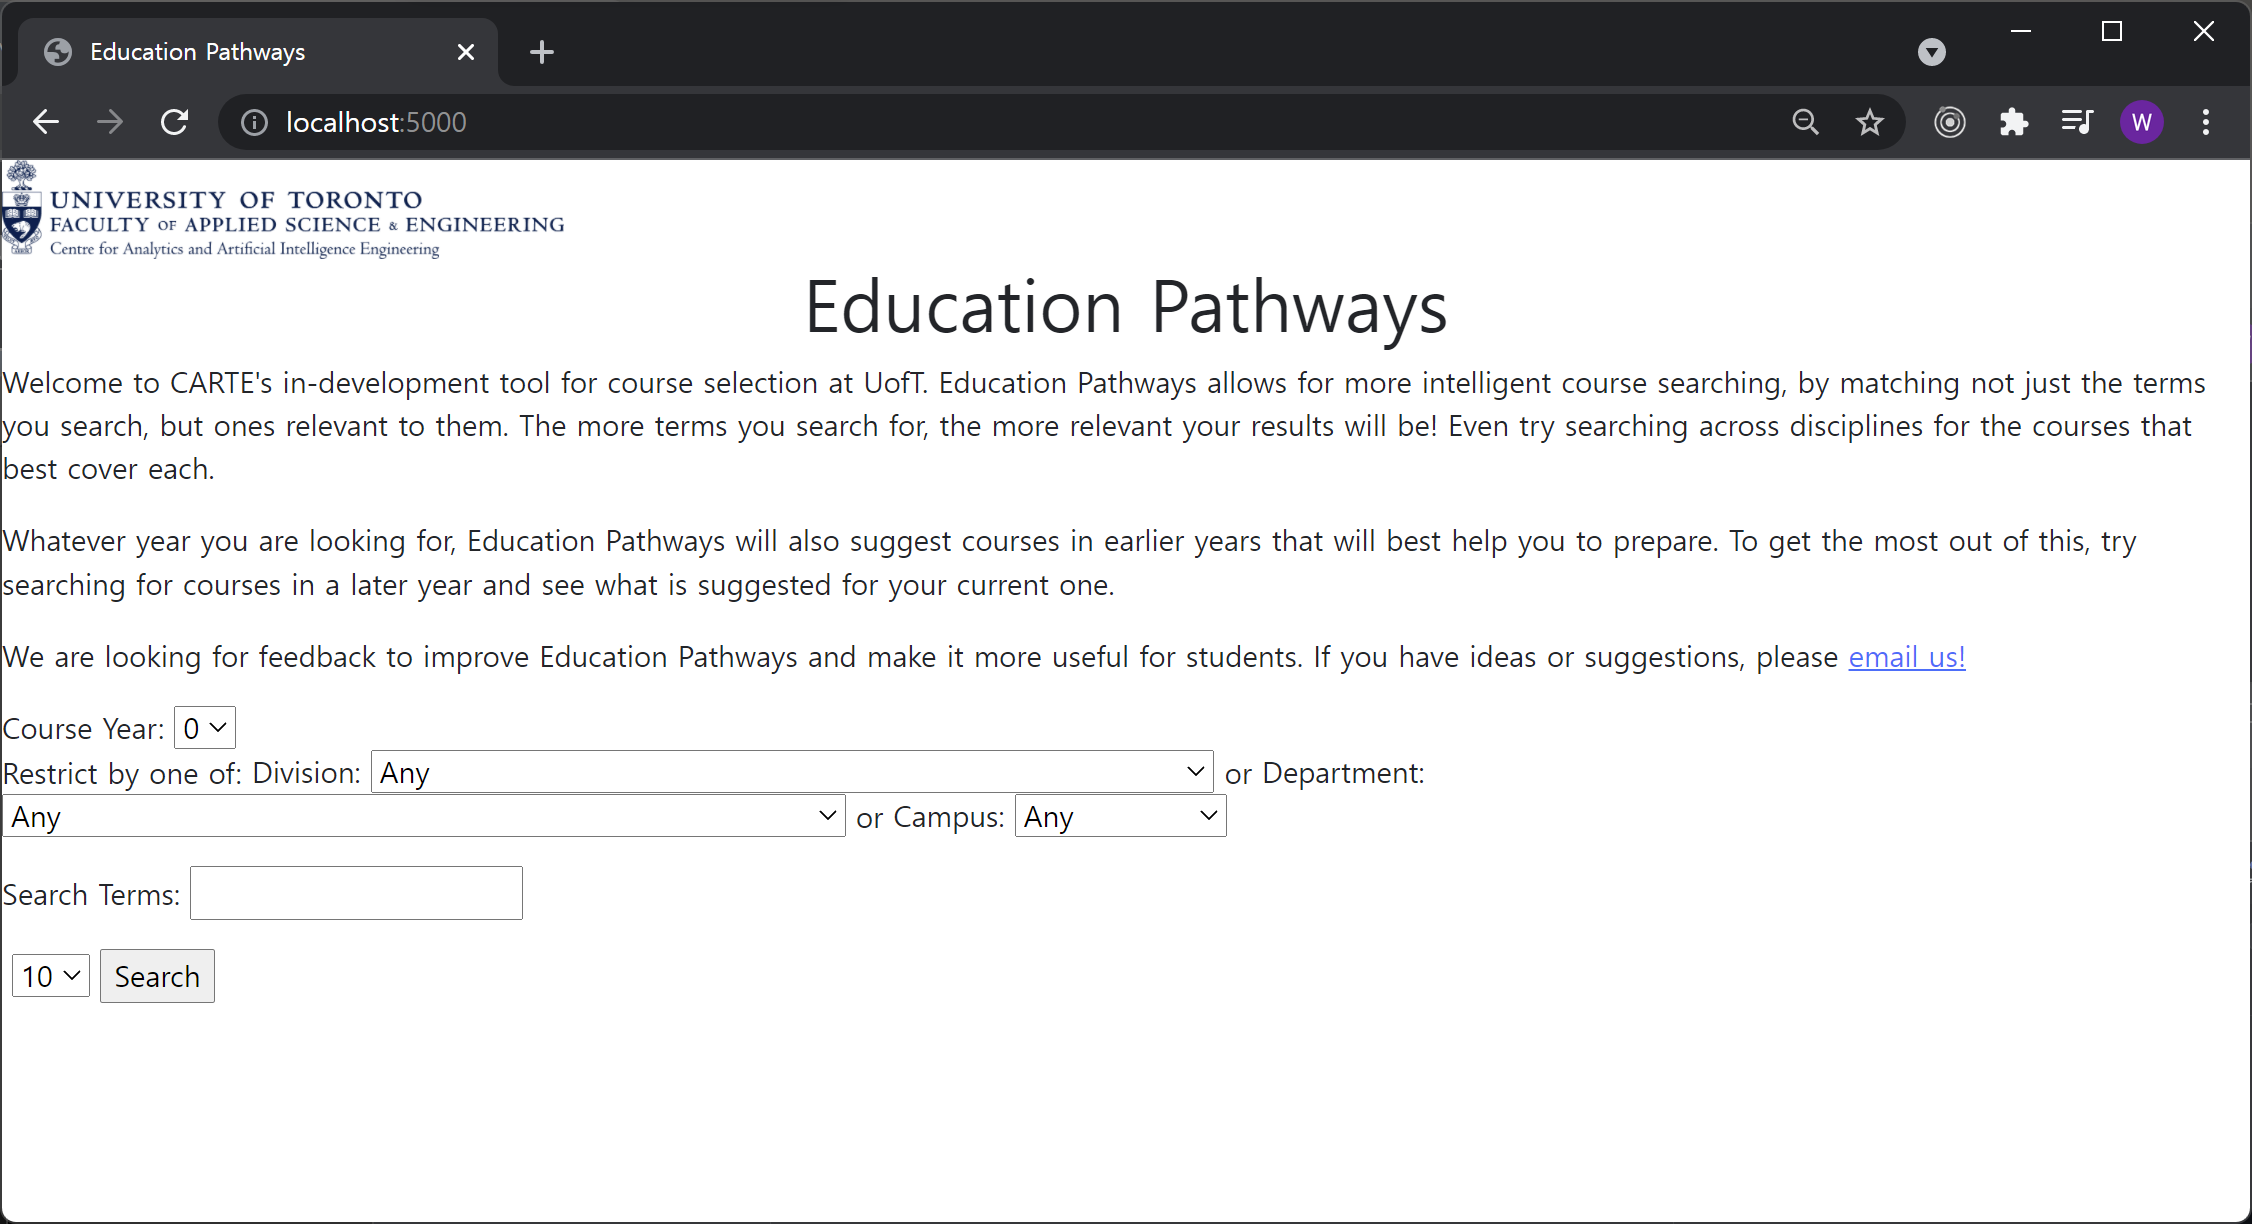 Education Pathways
localhost:5000
W
UNIVERSITY OF TORONTO
FACULTY OF APPLIED SCIENCE & ENGINEERING
Centre for Analytics and Artificial Intelligence Engineering
Education Pathways
Welcome to CARTE's in-development tool for course selection at UofT. Education Pathways allows for more intelligent course searching, by matching not just the terms
you search, but ones relevant to them. The more terms you search for, the more relevant your results will be! Even try searching across disciplines for the courses that
best cover each.
Whatever year you are looking for, Education Pathways will also suggest courses in earlier years that will best help you to prepare. To get the most out of this, try
searching for courses in a later year and see what is suggested for your current one.
We are looking for feedback to improve Education Pathways and make it more useful for students. If you have ideas or suggestions, please email us!
Course Year: 0
Restrict by one of: Division: Any or Department:
Any or Campus: Any
Search Terms:
10 Search